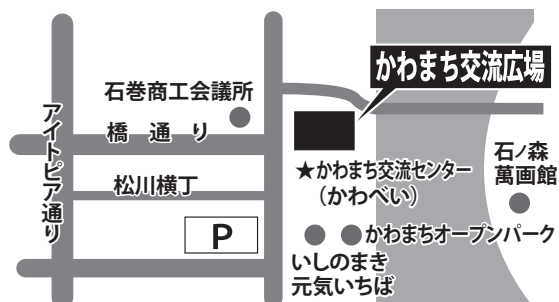 かわまち交流広場
石巻商工会議所
橋通り
アイトピア通り
松川横丁
P
★かわまち交流センター
（かわべい）
石ノ森
萬画館
かわまちオープンパーク
いしのまき
元気いちば